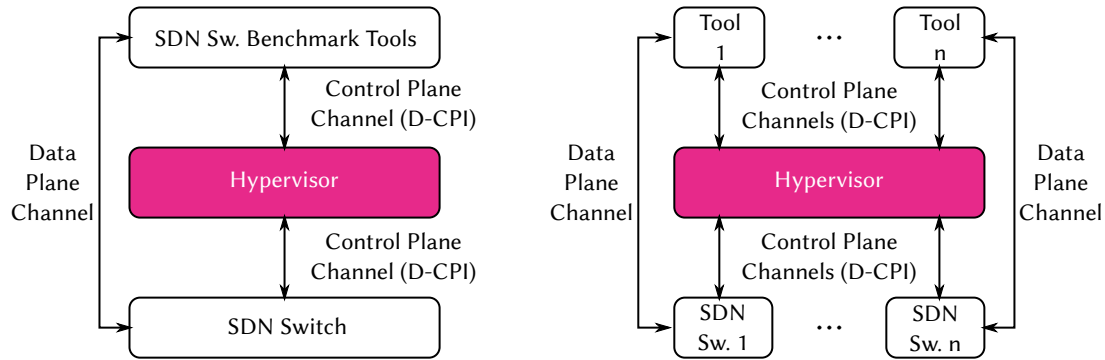 SDN Sw. Benchmark Tools
Control Plane
Channel (D-CPI)
Data
Plane
Channel
Hypervisor
Control Plane
Channel (D-CPI)
SDN Switch
Tool
1
...
Tool
n
Control Plane
Channels (D-CPI)
Data
Plane
Channel
Hypervisor
Data
Plane
Channel
Control Plane
Channels (D-CPI)
SDN
Sw. 1
...
SDN
Sw. n